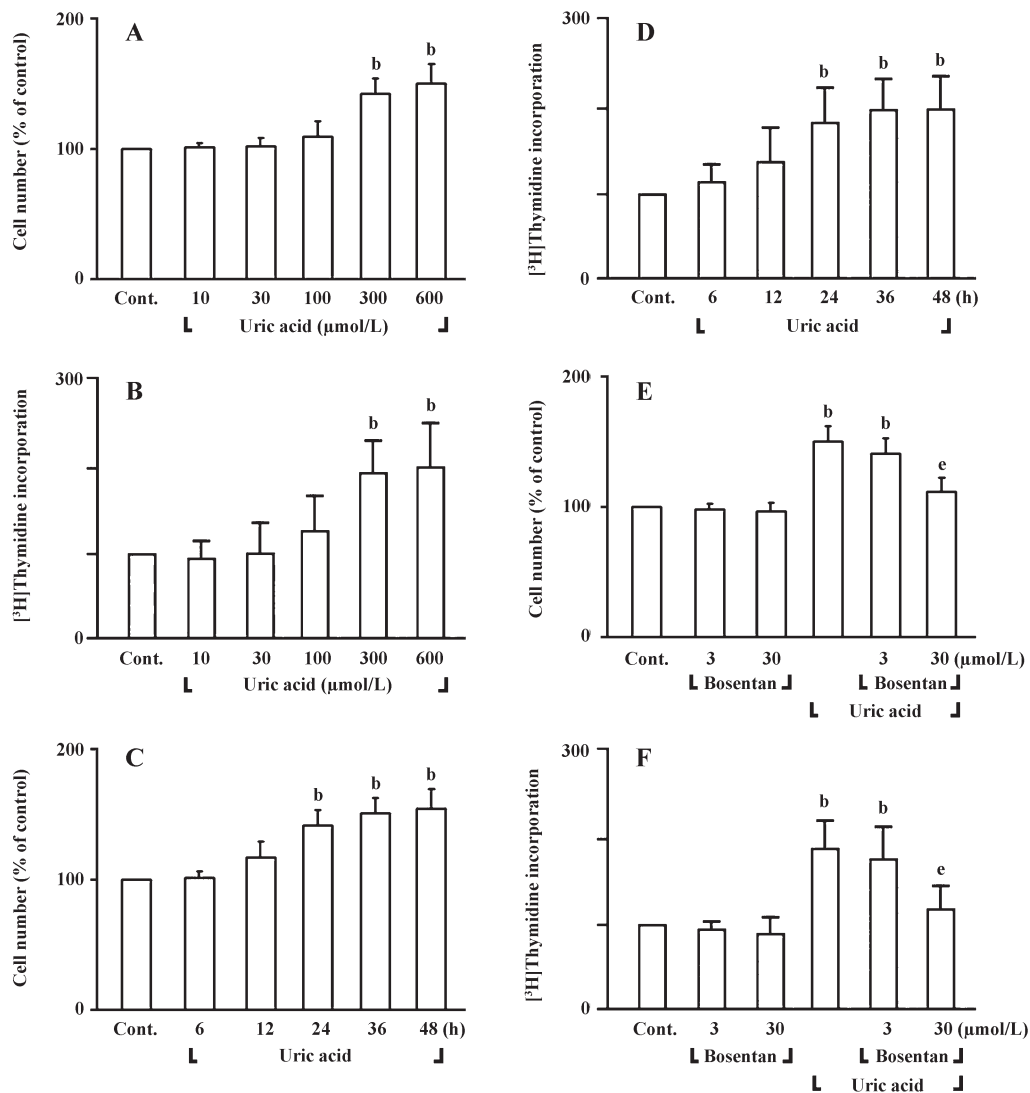 A
Cell number (% of control)
200
100
0
b b
Cont. 10 30 100 300 600
Uric acid (µmol/L)
B
[³H]Thymidine incorporation
300
0
b b
Cont. 10 30 100 300 600
Uric acid (µmol/L)
C
Cell number (% of control)
200
100
0
b b b
Cont. 6 12 24 36 48 (h)
Uric acid
D
[³H]Thymidine incorporation
300
0
b b b
Cont. 6 12 24 36 48 (h)
Uric acid
E
Cell number (% of control)
200
100
0
b b e
Cont. 3 30 3 30 (µmol/L)
Bosentan Bosentan
Uric acid
F
[³H]Thymidine incorporation
300
0
b b e
Cont. 3 30 3 30 (µmol/L)
Bosentan Bosentan
Uric acid